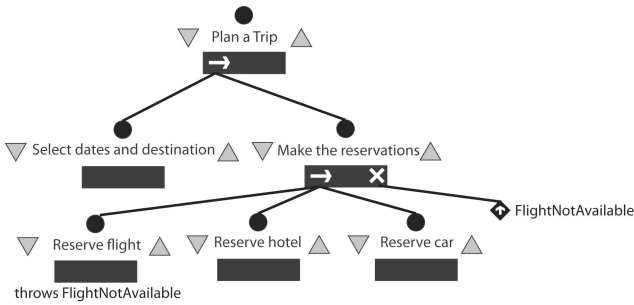 Plan a Trip
Select dates and destination
Make the reservations
FlightNotAvailable
Reserve flight
Reserve hotel
Reserve car
throws FlightNotAvailable